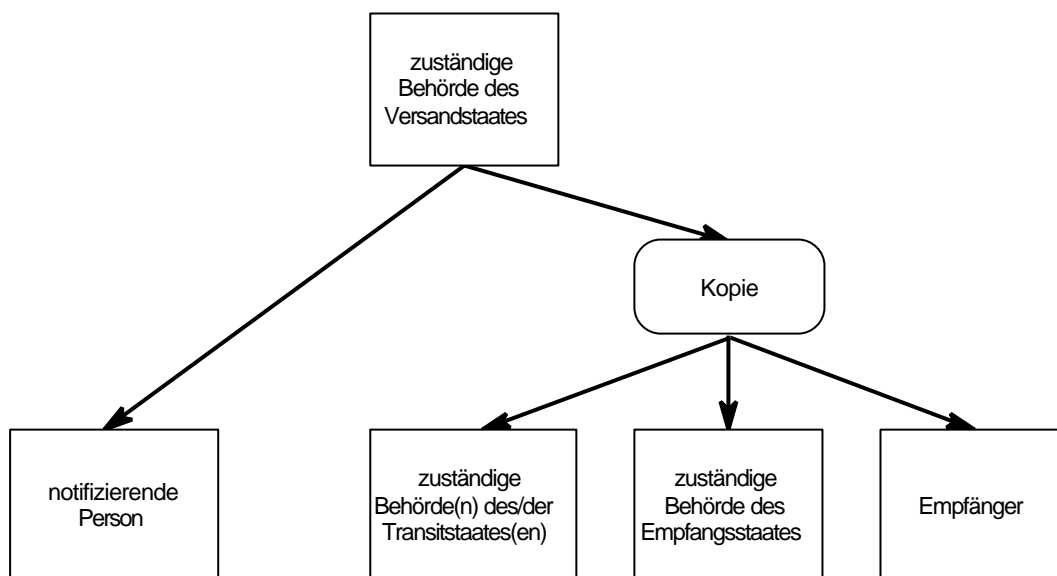 zuständige
Behörde des
Versandstaates
Kopie
notifizierende
Person
zuständige
Behörde(n) des/der
Transitstaates(en)
zuständige
Behörde des
Empfangsstaates
Empfänger